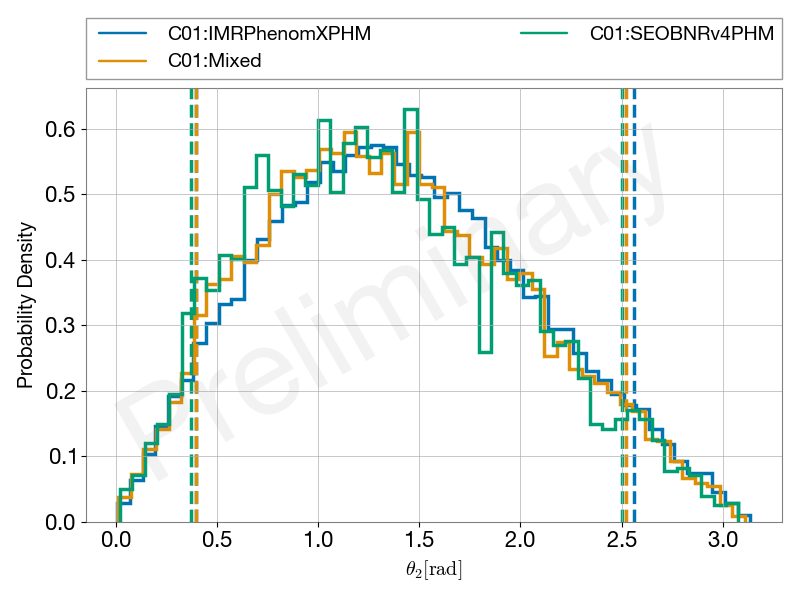 C01:IMRPhenomXPHM
C01:Mixed
C01:SEOBNRv4PHM
Probability Density
0.6
0.5
0.4
0.3
0.2
0.1
0.0
Preliminary
0.0 0.5 1.0 1.5 2.0 2.5 3.0
θ₂[rad]